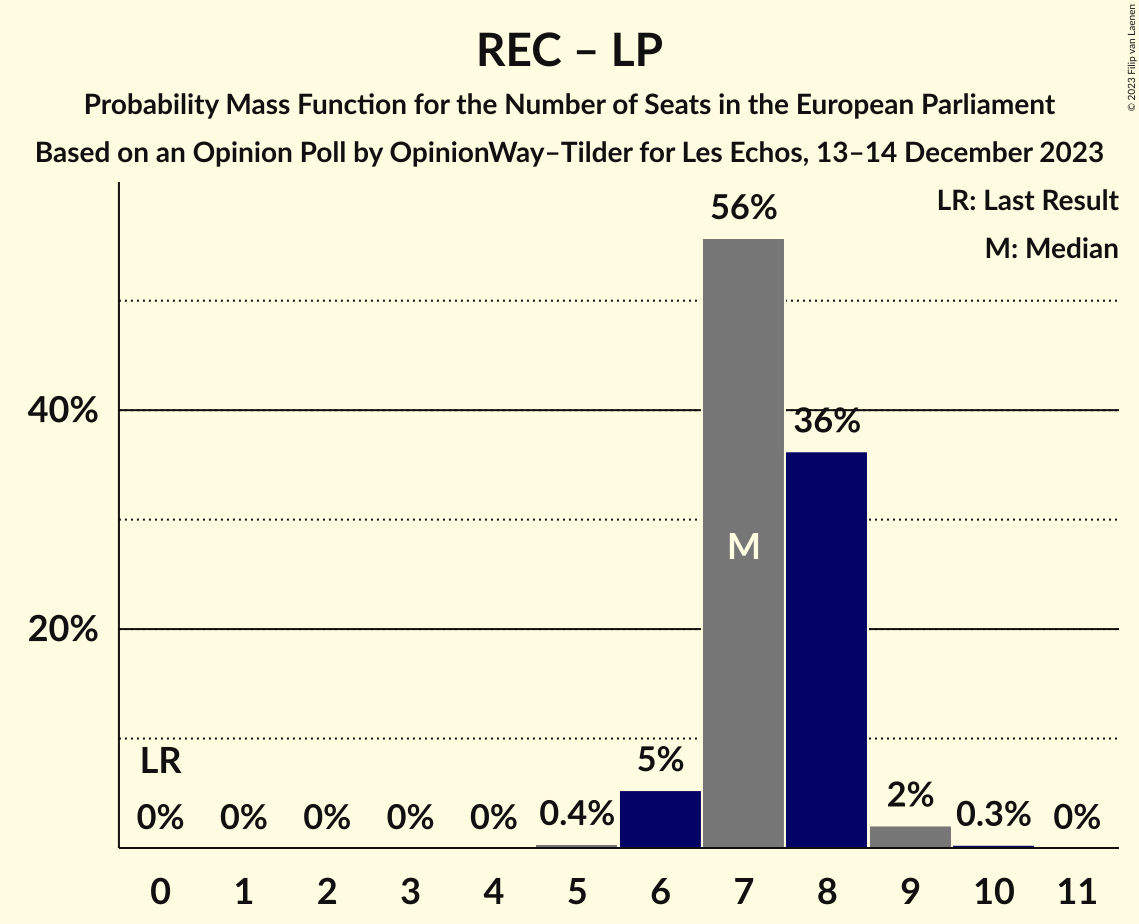 REC – LP
Probability Mass Function for the Number of Seats in the European Parliament
Based on an Opinion Poll by OpinionWay–Tilder for Les Echos, 13–14 December 2023
© 2023 Filip van Laenen
LR: Last Result
M: Median
56%
40%
36%
M
20%
LR
5%
2%
0% 0% 0% 0% 0% 0.4% 0.3% 0%
0 1 2 3 4 5 6 7 8 9 10 11